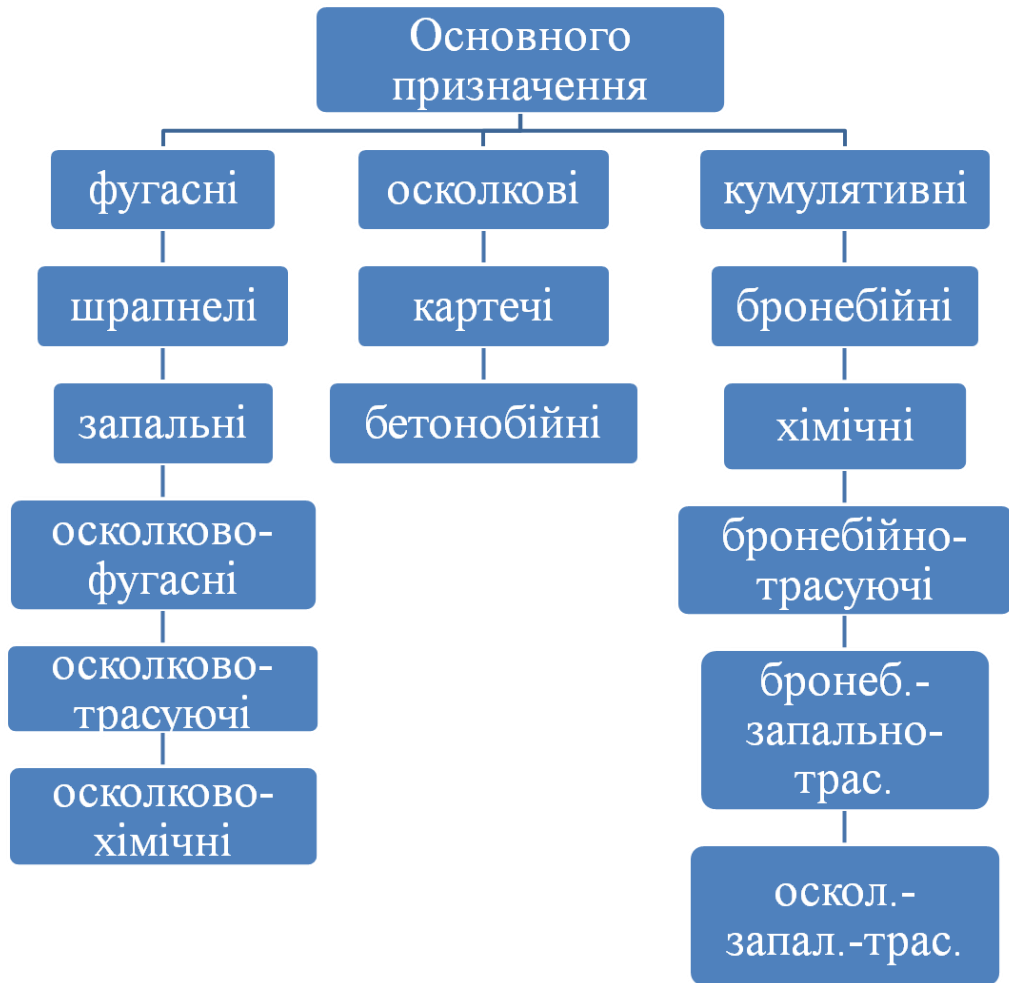 Основного
призначення
фугасні
осколкові
кумулятивні
шрапнелі
картечі
бронебійні
запальні
бетонобійні
хімічні
осколково-
фугасні
бронебійно-
трасуючі
осколково-
трасуючі
бронеб.-
запально-
трас.
осколково-
хімічні
оскол.-
запал.-трас.